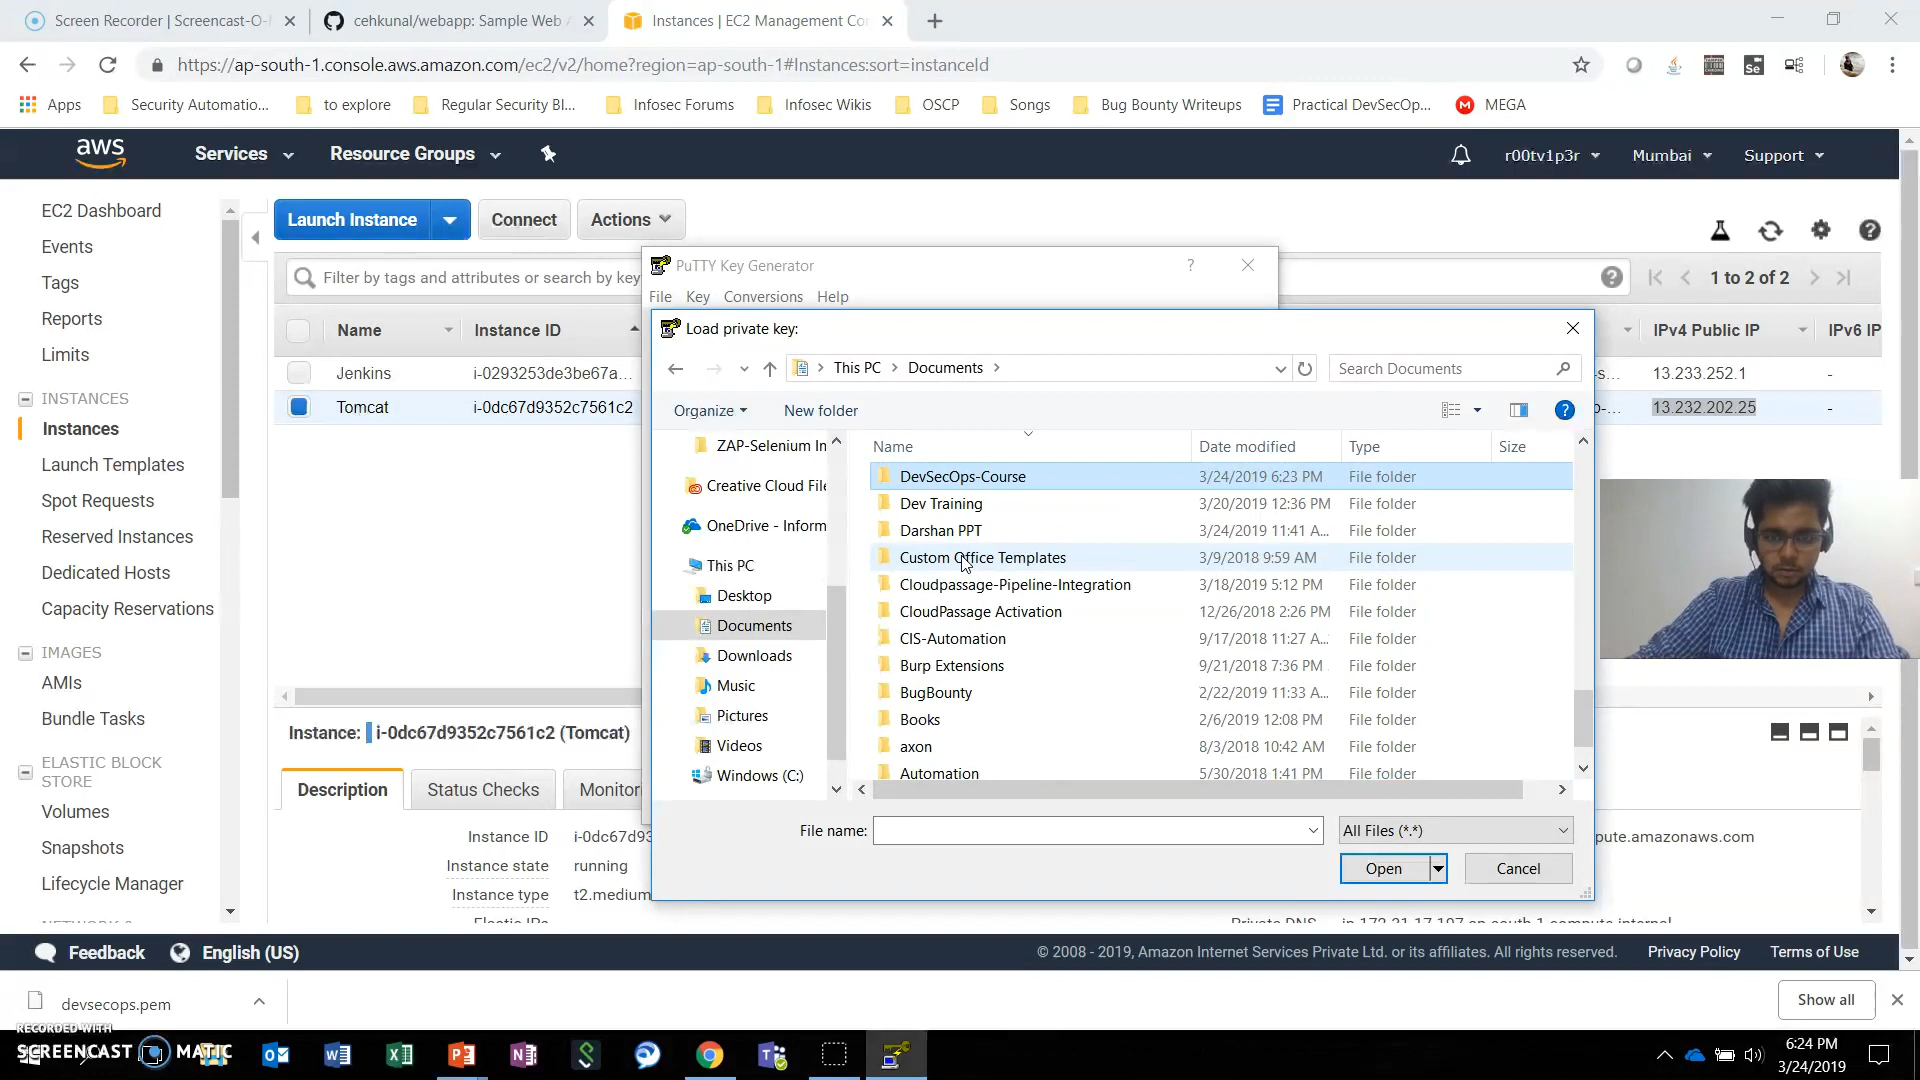 Screen Recorder | Screencast-O-
cehkunal/webapp: Sample Web A
Instances | EC2 Management Co
https://ap-south-1.console.aws.amazon.com/ec2/v2/home?region=ap-south-1#Instances:sort=instanceId
Apps
Security Automatio...
to explore
Regular Security Bl...
Infosec Forums
Infosec Wikis
OSCP
Songs
Bug Bounty Writeups
Practical DevSecOp...
MEGA
aws
Services
Resource Groups
r00tv1p3r
Mumbai
Support
EC2 Dashboard
Events
Tags
Reports
Limits
INSTANCES
Instances
Launch Templates
Spot Requests
Reserved Instances
Dedicated Hosts
Capacity Reservations
IMAGES
AMIs
Bundle Tasks
ELASTIC BLOCK
STORE
Volumes
Snapshots
Lifecycle Manager
Launch Instance
Connect
Actions
Filter by tags and attributes or search by key
1 to 2 of 2
Name
Instance ID
IPv4 Public IP
IPv6 IP
Jenkins
i-0293253de3be67a...
s...
13.233.252.1
-
Tomcat
i-0dc67d9352c7561c2
13.232.202.25
-
PuTTY Key Generator
File Key Conversions Help
Load private key:
This PC
Documents
Search Documents
Organize
New folder
ZAP-Selenium In
Creative Cloud File
OneDrive - Inform
This PC
Desktop
Documents
Downloads
Music
Pictures
Videos
Windows (C:)
Name
Date modified
Type
Size
DevSecOps-Course 3/24/2019 6:23 PM File folder
Dev Training 3/20/2019 12:36 PM File folder
Darshan PPT 3/24/2019 11:41 A... File folder
Custom Office Templates 3/9/2018 9:59 AM File folder
Cloudpassage-Pipeline-Integration 3/18/2019 5:12 PM File folder
CloudPassage Activation 12/26/2018 2:26 PM File folder
CIS-Automation 9/17/2018 11:27 A... File folder
Burp Extensions 9/21/2018 7:36 PM File folder
BugBounty 2/22/2019 11:33 A... File folder
Books 2/6/2019 12:08 PM File folder
axon 8/3/2018 10:42 AM File folder
Automation 5/30/2018 1:41 PM File folder
File name:
All Files (*.*)
Open
Cancel
Instance: i-0dc67d9352c7561c2 (Tomcat)
Description
Status Checks
Monitor
Instance ID i-0dc67d93
Instance state running
Instance type t2.medium
Elastic IPs
pute.amazonaws.com
Private DNS ip-172-31-17-197.ap-south-1.compute.internal
Feedback
English (US)
© 2008 - 2019, Amazon Internet Services Private Ltd. or its affiliates. All rights reserved.
Privacy Policy
Terms of Use
devsecops.pem
Show all
RECORDED WITH
SCREENCAST MATIC
6:24 PM
3/24/2019